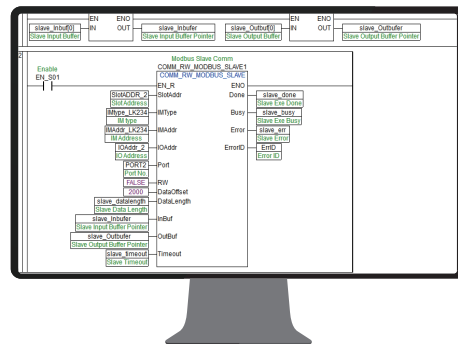 EN ENO EN ENO
slave_Inbuf[0] IN OUT slave_Inbufer slave_Outbuf[0] IN OUT slave_Outbufer
Slave Input Buffer Slave Input Buffer Pointer Slave Output Buffer Slave Output Buffer Pointer
2
Modbus Slave Comm
Enable COMM_RW_MODBUS_SLAVE1
EN_S01 COMM_RW_MODBUS_SLAVE
EN_R ENO
SlotADDR_2 SlotAddr Done slave_done
Slot Address Slave Exe Done
IMtype_LK234 IMType Busy slave_busy
IM type Slave Exe Busy
IMAddr_LK234 IMAddr Error slave_err
IM Address Slave Error
IOAddr_2 IOAddr ErrorID ErrID
IO Address Error ID
PORT2 Port
Port No.
FALSE RW
2000 DataOffset
slave_datalength DataLength
Slave Data Length
slave_Inbufer InBuf
Slave Input Buffer Pointer
slave_Outbufer OutBuf
Slave Output Buffer Pointer
slave_timeout Timeout
Slave Timeout